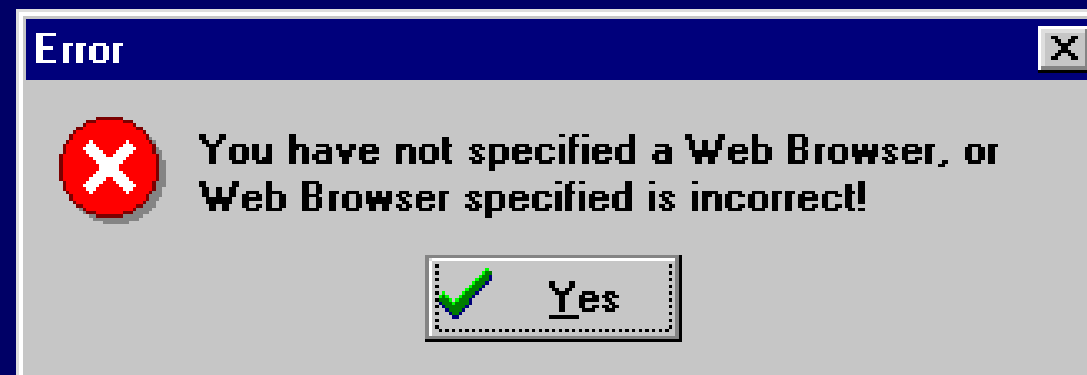 Error
You have not specified a Web Browser, or
Web Browser specified is incorrect!
Yes